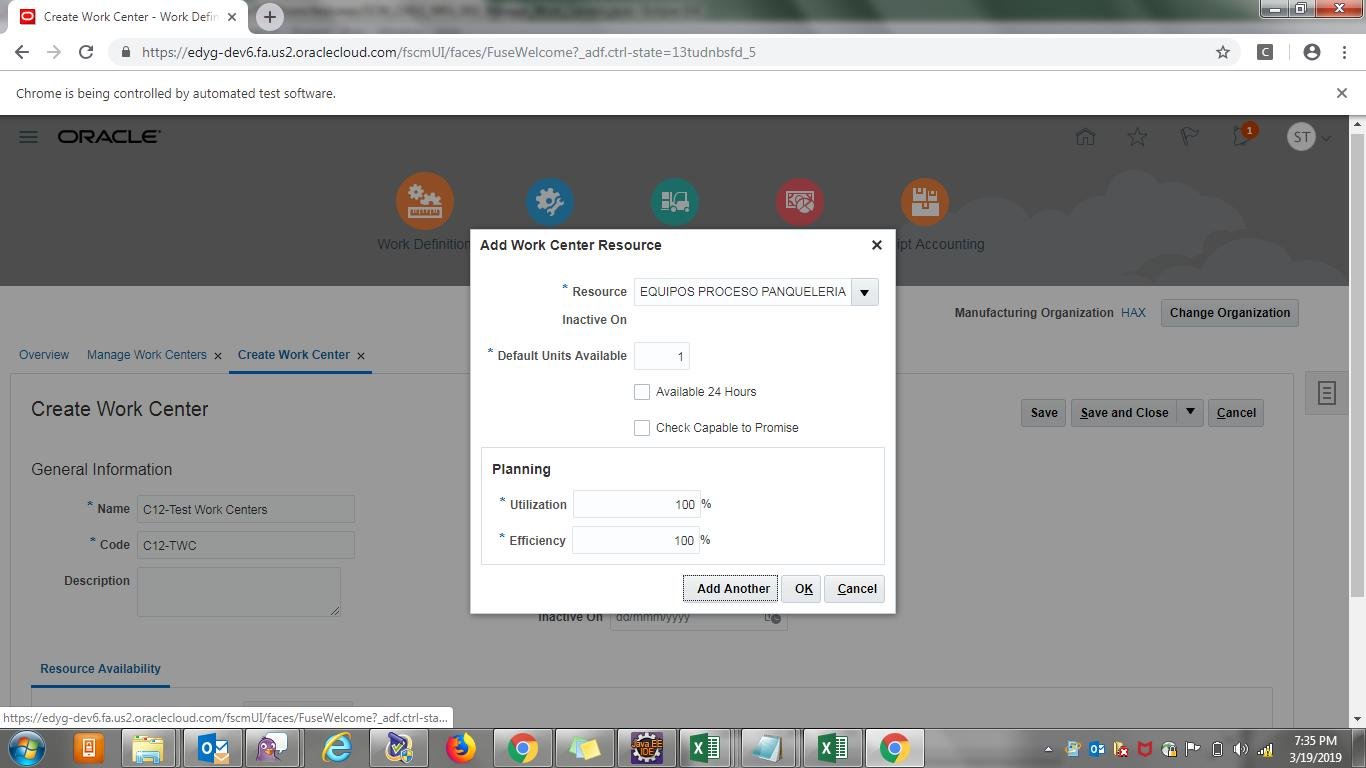 Create Work Center - Work Defin
https://edyg-dev6.fa.us2.oraclecloud.com/fscmUI/faces/FuseWelcome?_adf.ctrl-state=13tudnbsfd_5
C
Chrome is being controlled by automated test software.
ORACLE
1
ST
Work Definition
ipt Accounting
Add Work Center Resource
* Resource EQUIPOS PROCESO PANQUELERIA
Inactive On
* Default Units Available 1
Available 24 Hours
Check Capable to Promise
Planning
* Utilization 100 %
* Efficiency 100 %
Add Another OK Cancel
Manufacturing Organization HAX Change Organization
Overview Manage Work Centers Create Work Center
Create Work Center
Save Save and Close Cancel
General Information
* Name C12-Test Work Centers
* Code C12-TWC
Description
Inactive On dd/mmm/yyyy
Resource Availability
https://edyg-dev6.fa.us2.oraclecloud.com/fscmUI/faces/FuseWelcome?_adf.ctrl-sta...
Java EE
IDE
7:35 PM
3/19/2019